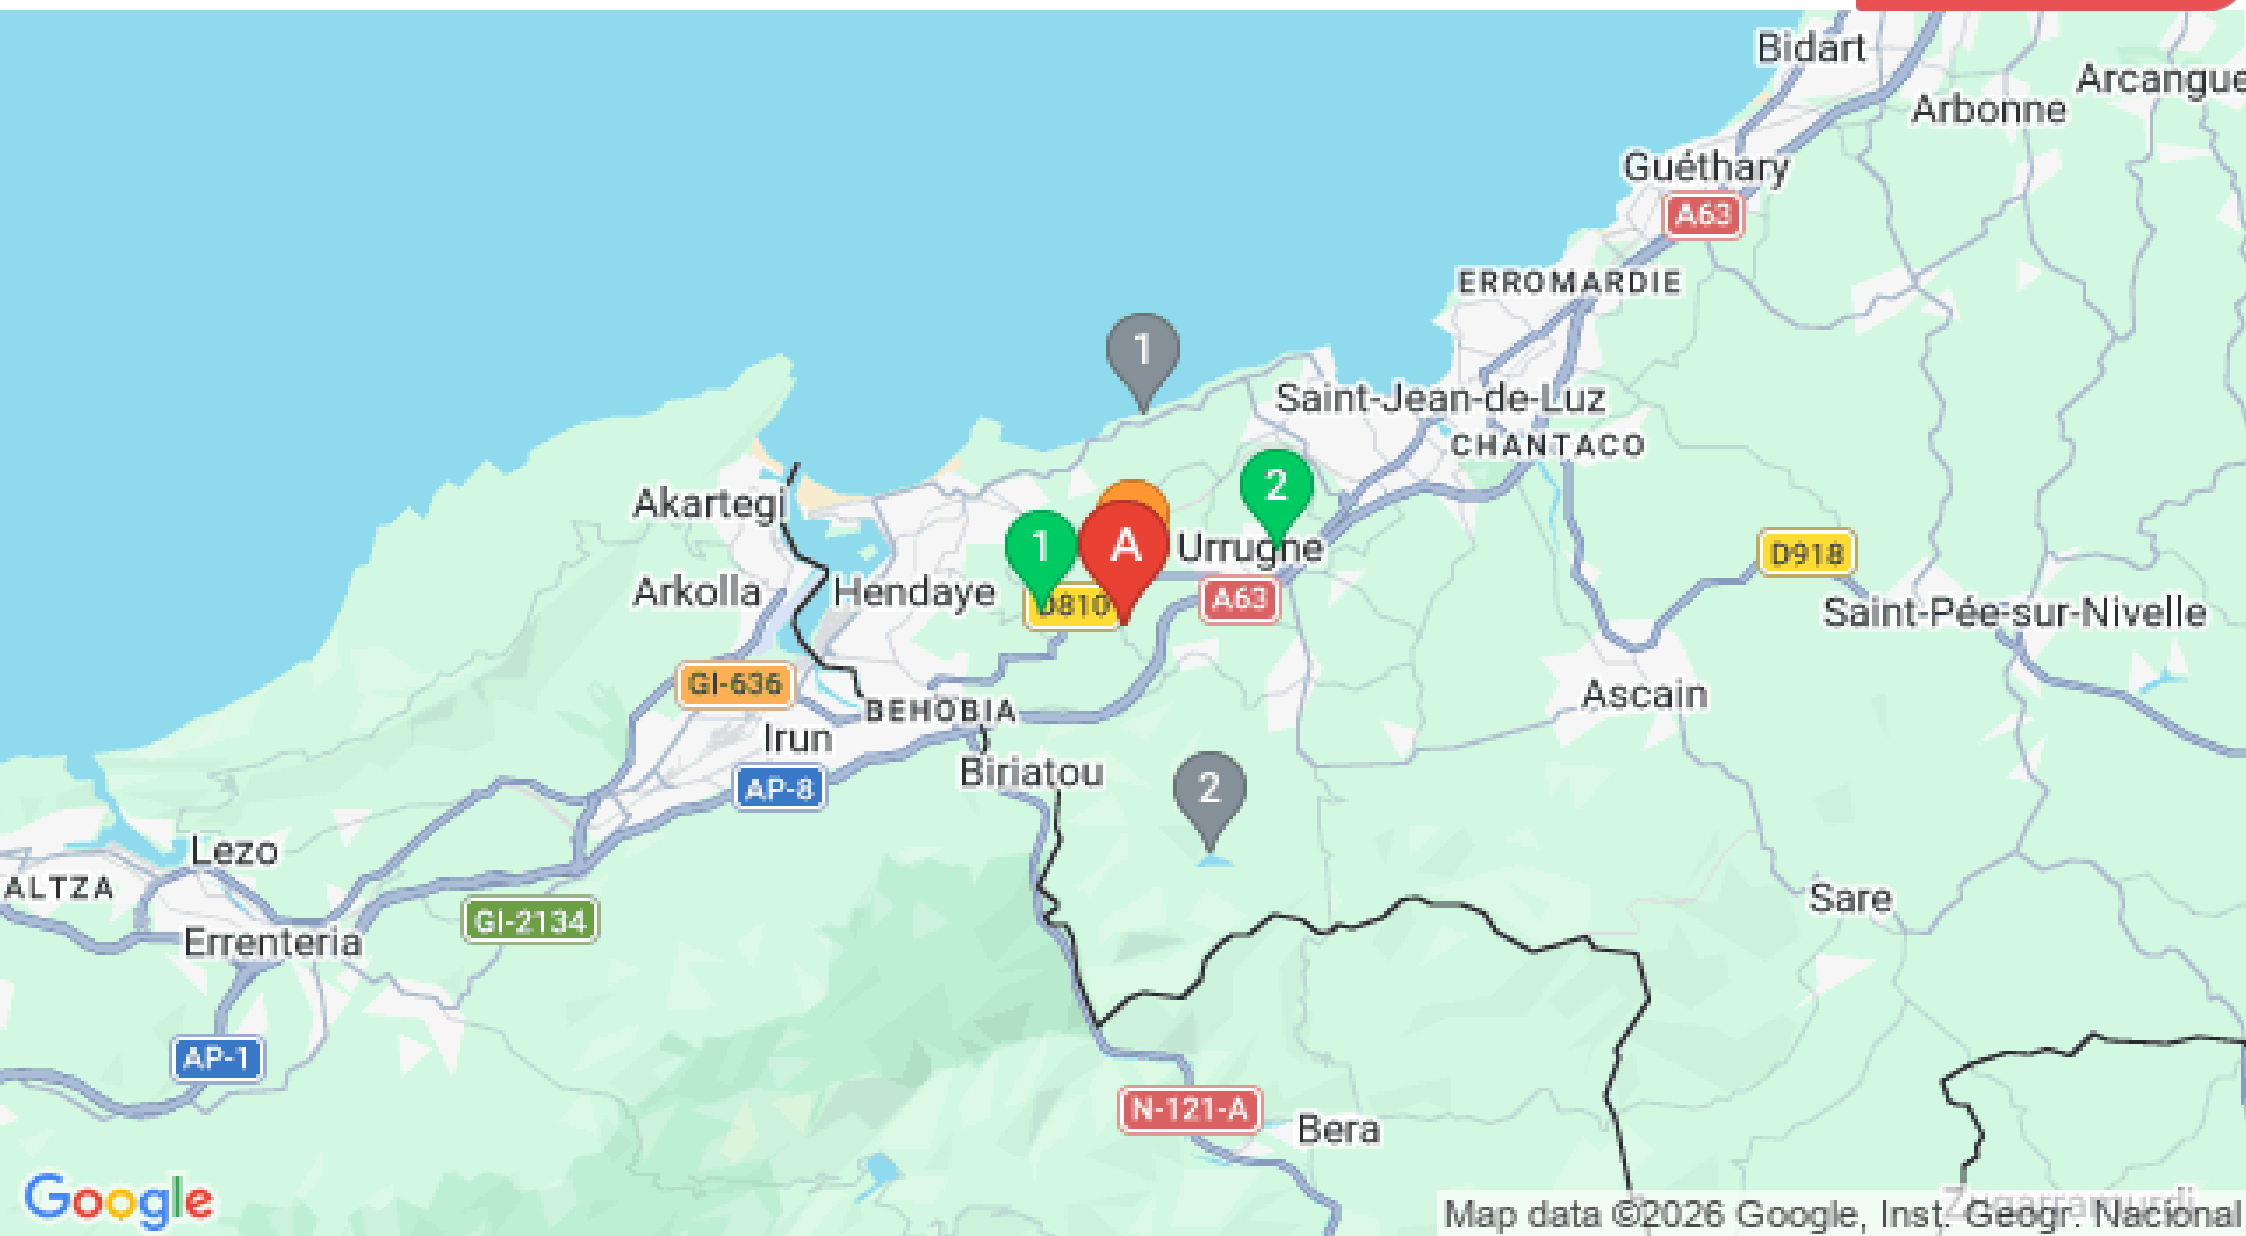 Bidart
Arcangue
Arbonne
Guéthary
A63
ERROMARDIE
1
Saint-Jean-de-Luz
CHANTACO
2
Akartegi
1
A
Urrugne
D918
Arkolla
Hendaye
D810
A63
Saint-Pée-sur-Nivelle
GI-636
Ascain
BEHOBIA
Irun
Biriatou
AP-8
2
Lezo
ALTZA
Sare
GI-2134
Errenteria
AP-1
N-121-A
Bera
Zugarramurdi
Google
Map data ©2026 Google, Inst. Geogr. Nacional